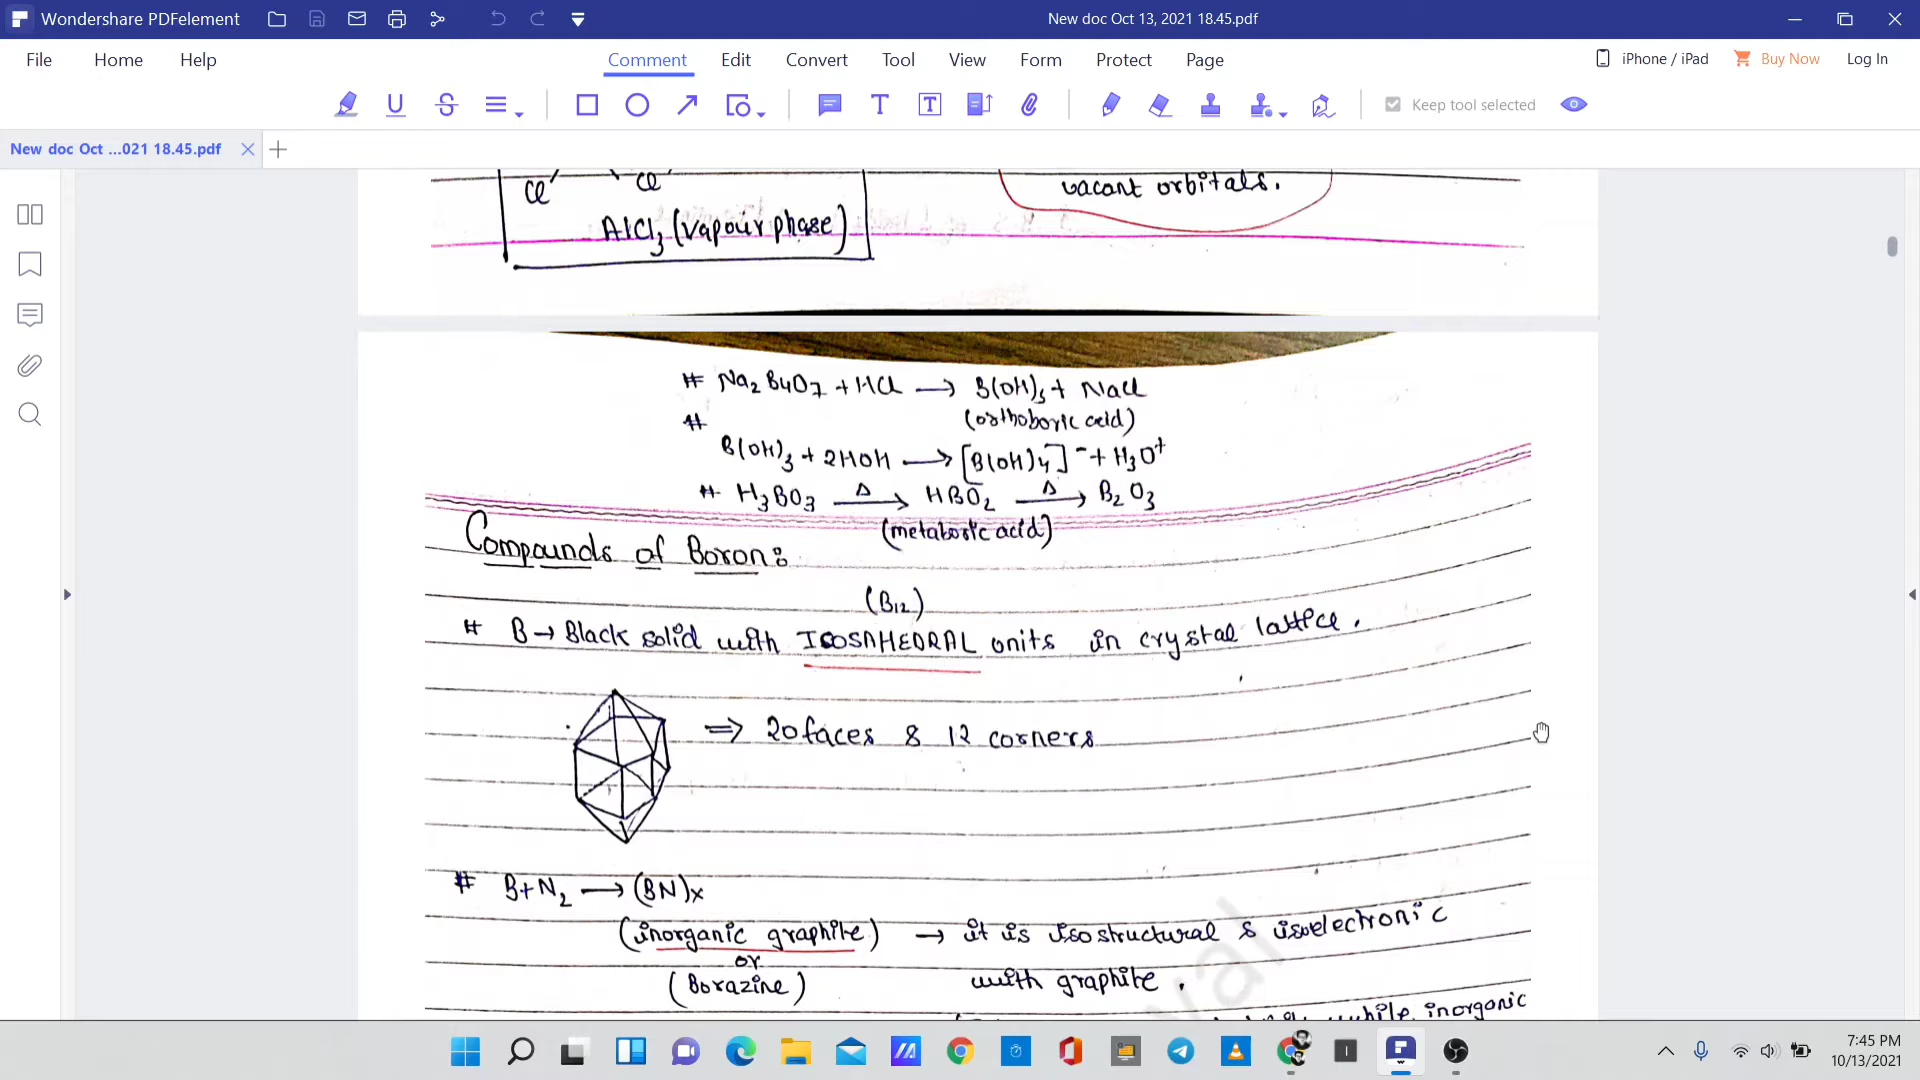 Wondershare PDFelement
New doc Oct 13, 2021 18.45.pdf
File Home Help
Comment Edit Convert Tool View Form Protect Page
iPhone / iPad Buy Now Log In
Keep tool selected
New doc Oct ...021 18.45.pdf
Cl Cl
vacant orbitals.
AlCl₃ (vapour phase)
# Na₂B₄O₇ + HCl → B(OH)₃ + NaCl
# (orthoboric acid)
B(OH)₃ + 2HOH → [B(OH)₄]⁻ + H₃O⁺
# H₃BO₃ Δ→ HBO₂ Δ→ B₂O₃
(metaboric acid)
Compounds of Boron:
(B₁₂)
# B → Black solid with ICOSAHEDRAL units in crystal lattice.
⇒ 20 faces & 12 corners
# B+N₂ → (BN)x
(inorganic graphite) → it is isostructural & isoelectronic
or
(Borazine) with graphite.
while inorganic
7:45 PM
10/13/2021